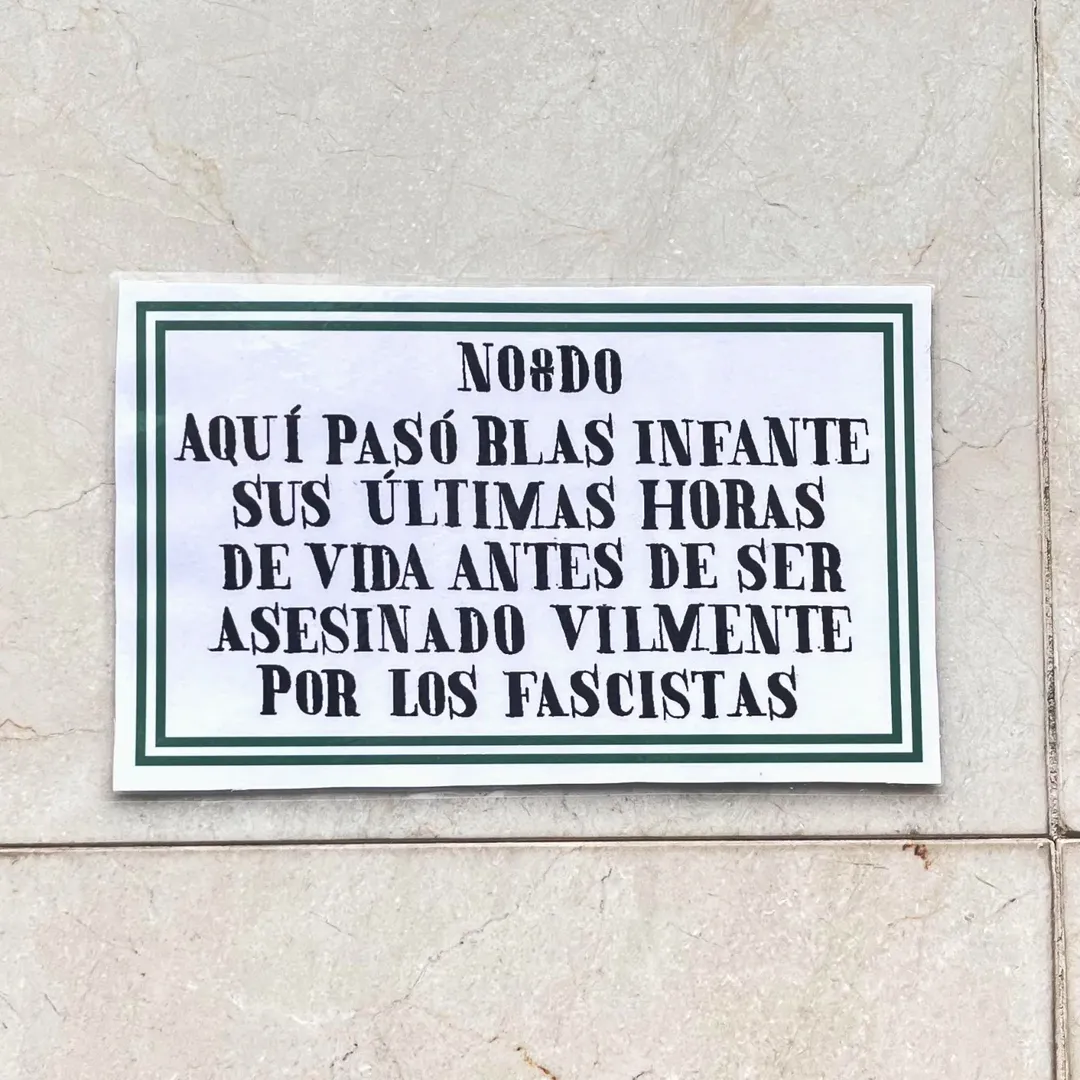 NO8DO
AQUÍ PASÓ BLAS INFANTE
SUS ÚLTIMAS HORAS
DE VIDA ANTES DE SER
ASESINADO VILMENTE
POR LOS FASCISTAS